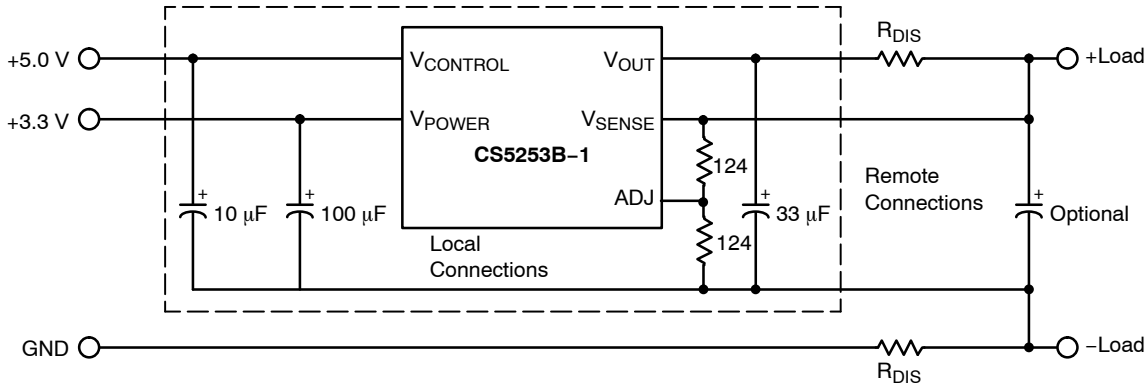 R_DIS
+5.0 V
V_CONTROL
V_OUT
+Load
+3.3 V
V_POWER
V_SENSE
CS5253B−1
124
ADJ
Remote
Connections
+
10 μF
+
100 μF
+
33 μF
+
Optional
124
Local
Connections
GND
−Load
R_DIS